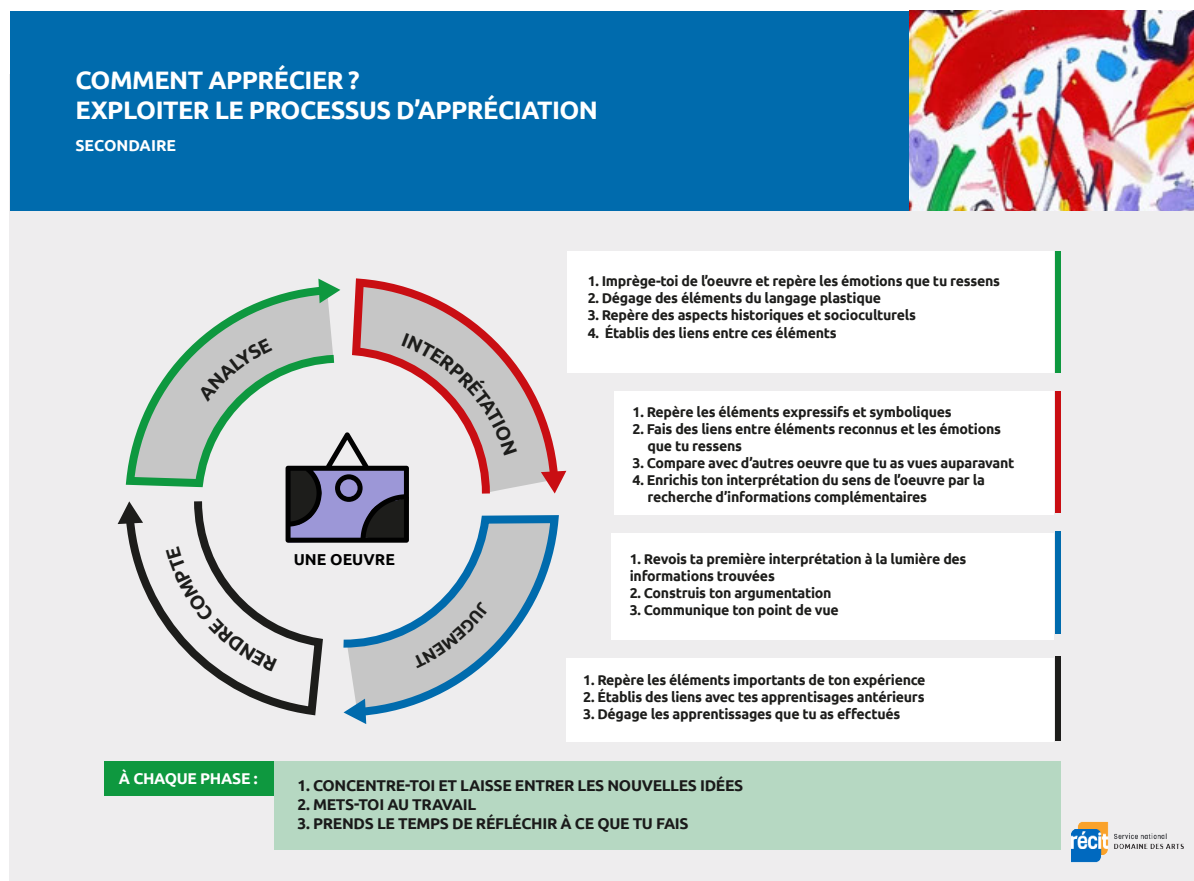 COMMENT APPRÉCIER ?
EXPLOITER LE PROCESSUS D'APPRÉCIATION
SECONDAIRE
ANALYSE
INTERPRÉTATION
JUGEMENT
RENDRE COMPTE
UNE OEUVRE
1. Imprège-toi de l'oeuvre et repère les émotions que tu ressens
2. Dégage des éléments du langage plastique
3. Repère des aspects historiques et socioculturels
4. Établis des liens entre ces éléments
1. Repère les éléments expressifs et symboliques
2. Fais des liens entre éléments reconnus et les émotions
que tu ressens
3. Compare avec d'autres oeuvre que tu as vues auparavant
4. Enrichis ton interprétation du sens de l'oeuvre par la
recherche d'informations complémentaires
1. Revois ta première interprétation à la lumière des
informations trouvées
2. Construis ton argumentation
3. Communique ton point de vue
1. Repère les éléments importants de ton expérience
2. Établis des liens avec tes apprentisages antérieurs
3. Dégage les apprentissages que tu as effectués
À CHAQUE PHASE :
1. CONCENTRE-TOI ET LAISSE ENTRER LES NOUVELLES IDÉES
2. METS-TOI AU TRAVAIL
3. PRENDS LE TEMPS DE RÉFLÉCHIR À CE QUE TU FAIS
récit
Service national
DOMAINE DES ARTS